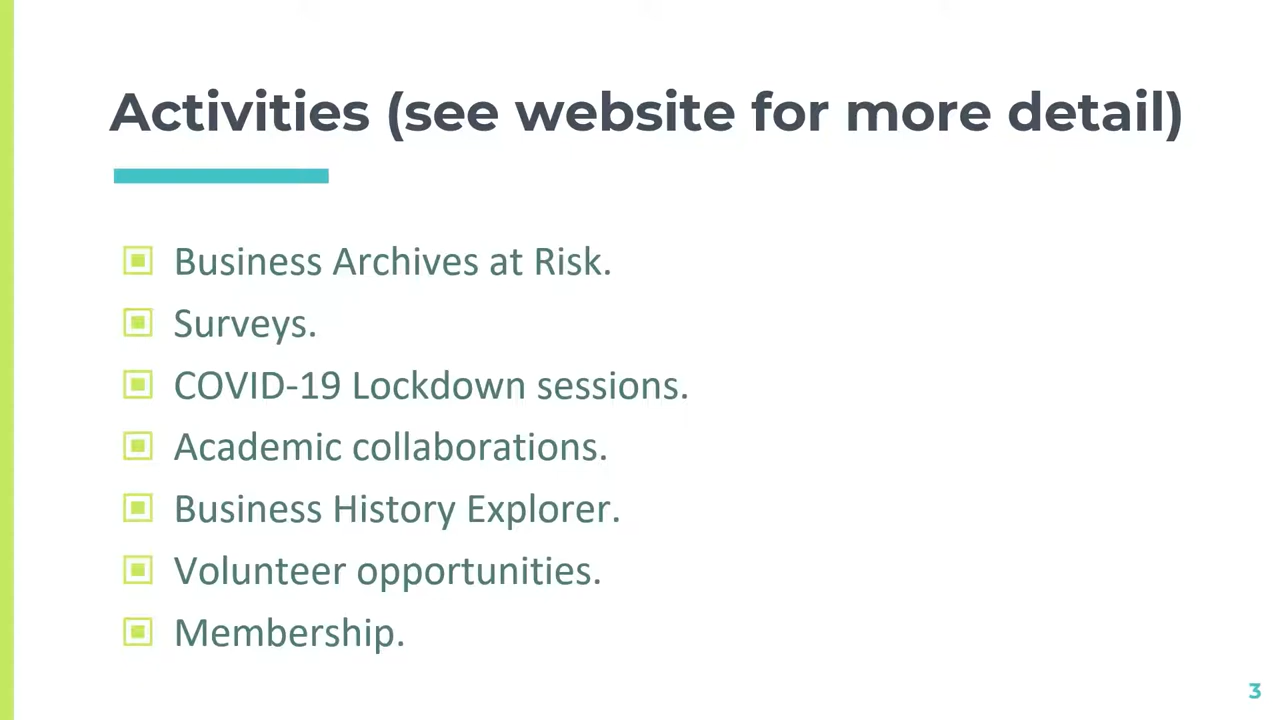 Activities (see website for more detail)
Business Archives at Risk.
Surveys.
COVID-19 Lockdown sessions.
Academic collaborations.
Business History Explorer.
Volunteer opportunities.
Membership.
3